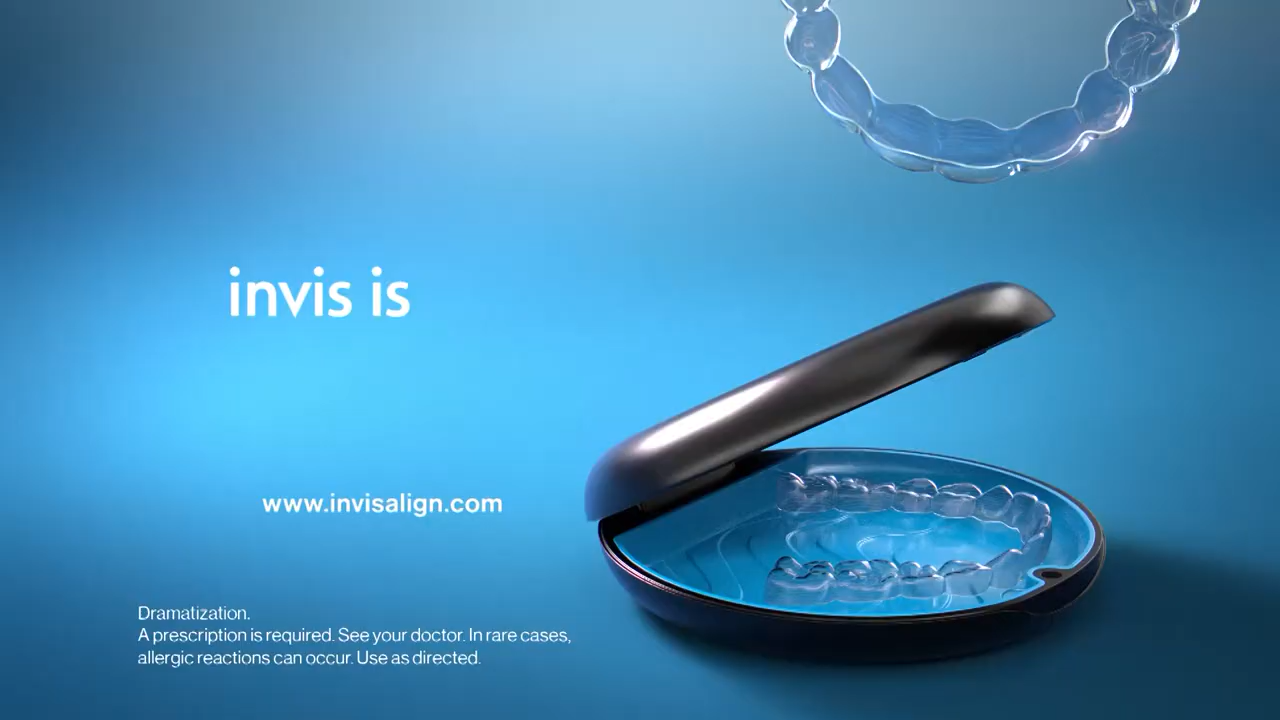 invis is
www.invisalign.com
Dramatization.
A prescription is required. See your doctor. In rare cases,
allergic reactions can occur. Use as directed.